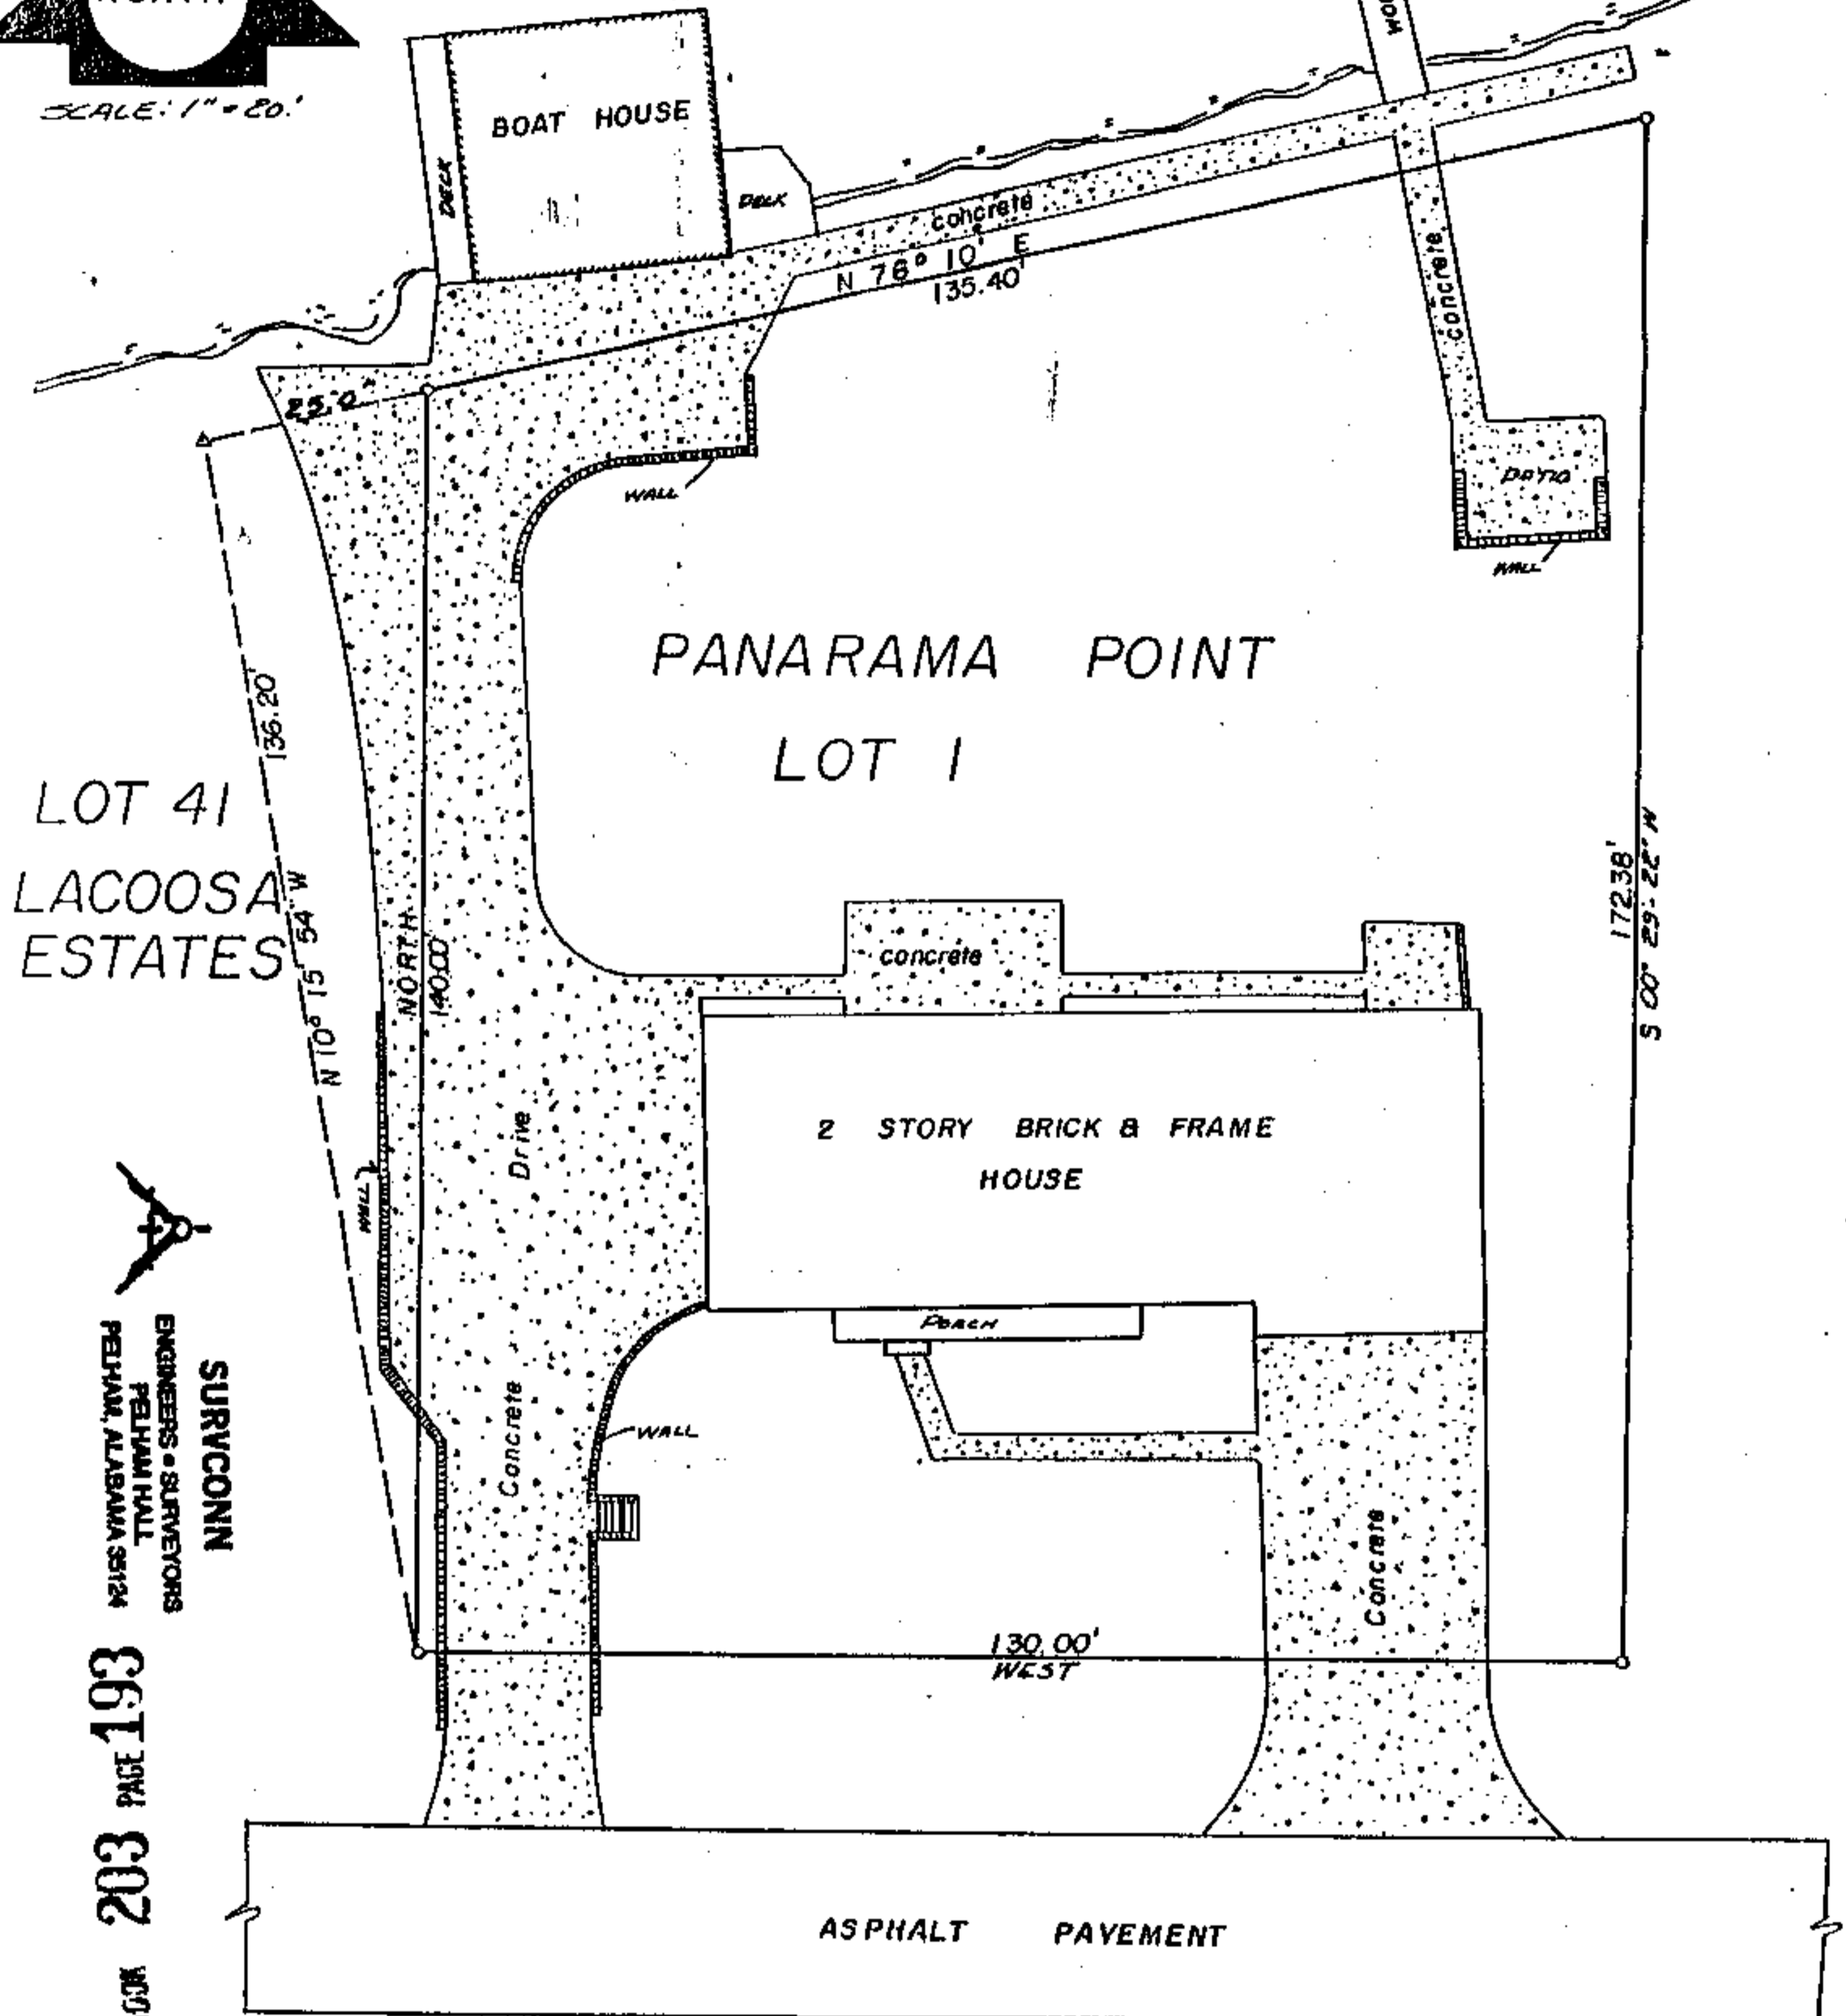 SCALE: 1" = 20'
BOAT HOUSE
DECK
DECK
concrete
N 76° 10' E
135.40'
concrete
25.0
WALL
PATIO
WALL
PANARAMA POINT
LOT 1
136.20'
N 10° 15' 54" W
LOT 41
LACOOSA
ESTATES
NORTH
140.00'
172.38'
S 00° 29' 22" W
concrete
Drive
Concrete
WALL
2 STORY BRICK & FRAME
HOUSE
PORCH
WALL
Concrete
130.00'
WEST
SURVCONN
ENGINEERS • SURVEYORS
PELHAM HALL
PELHAM, ALABAMA 35124
203 PAGE 193
ASPHALT PAVEMENT